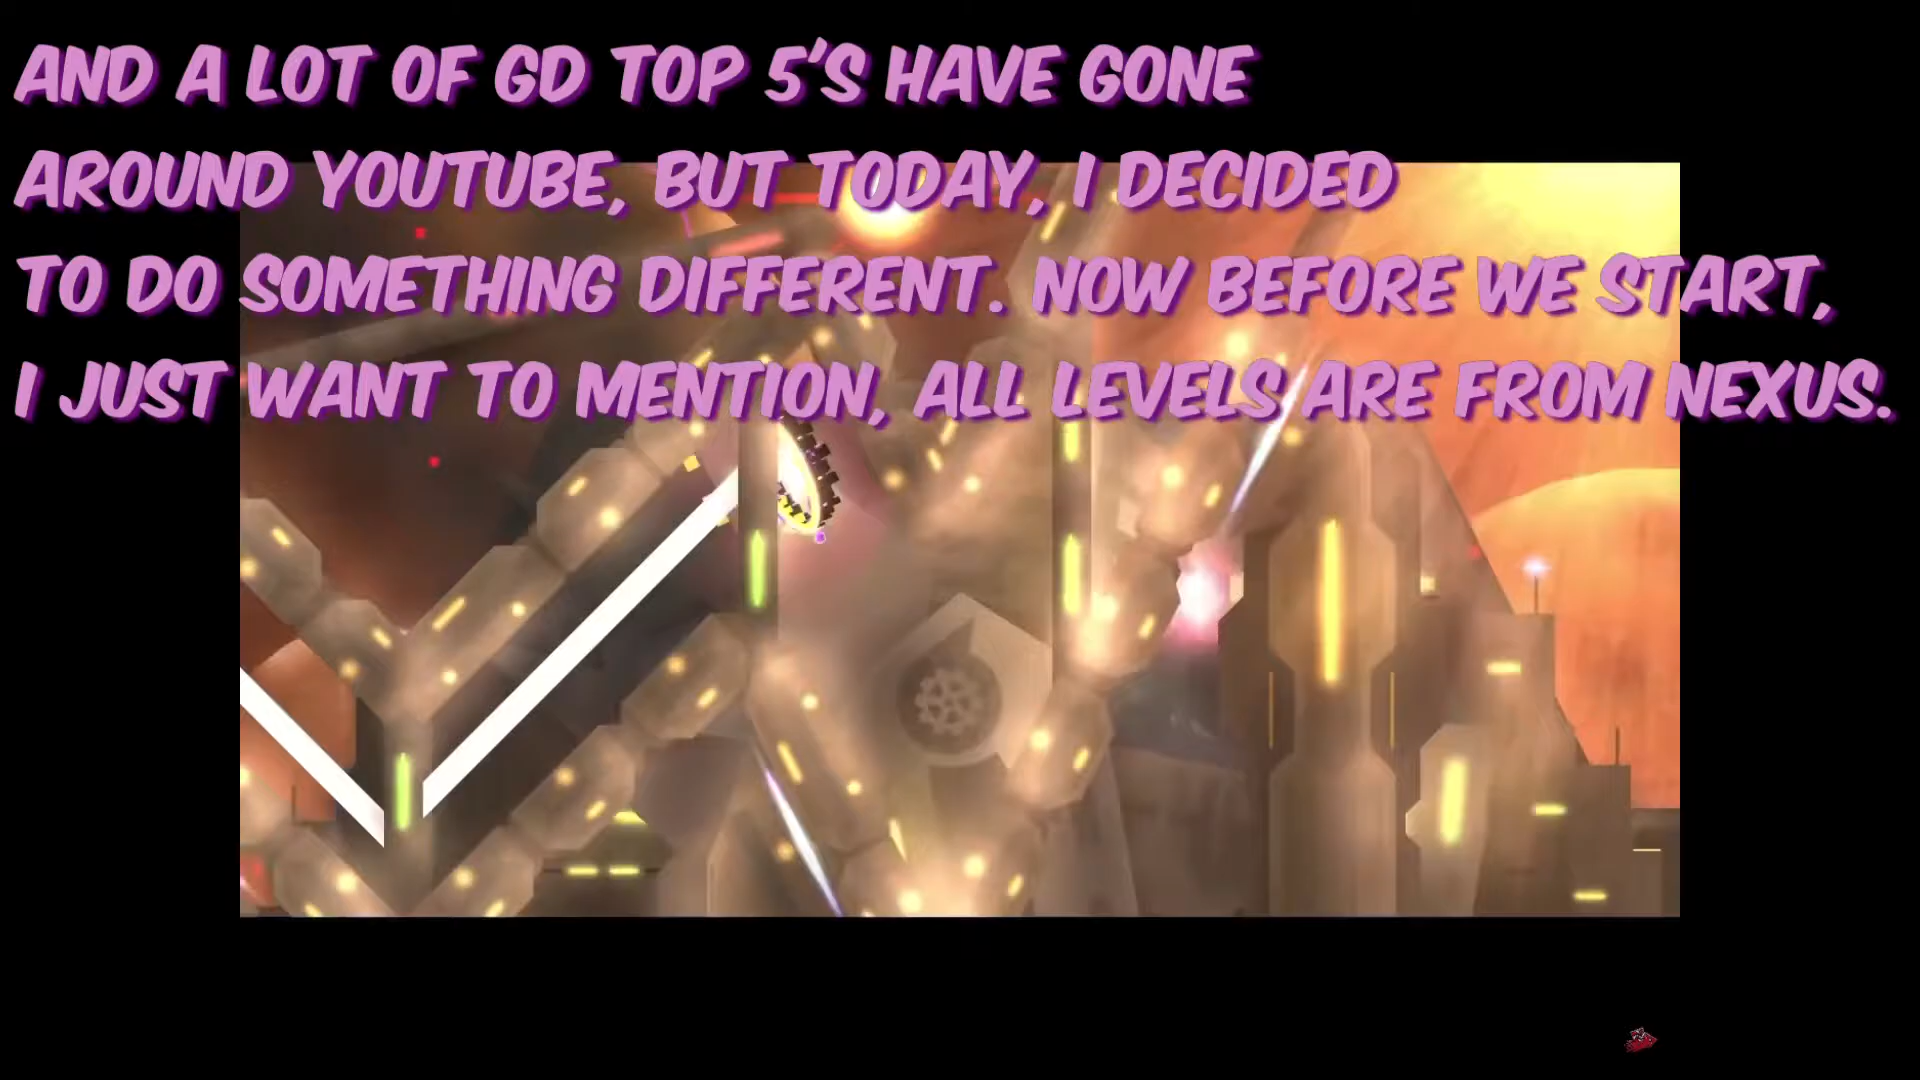 AND A LOT OF GD TOP 5'S HAVE GONE
AROUND YOUTUBE, BUT TODAY, I DECIDED
TO DO SOMETHING DIFFERENT. NOW BEFORE WE START,
I JUST WANT TO MENTION, ALL LEVELS ARE FROM NEXUS.